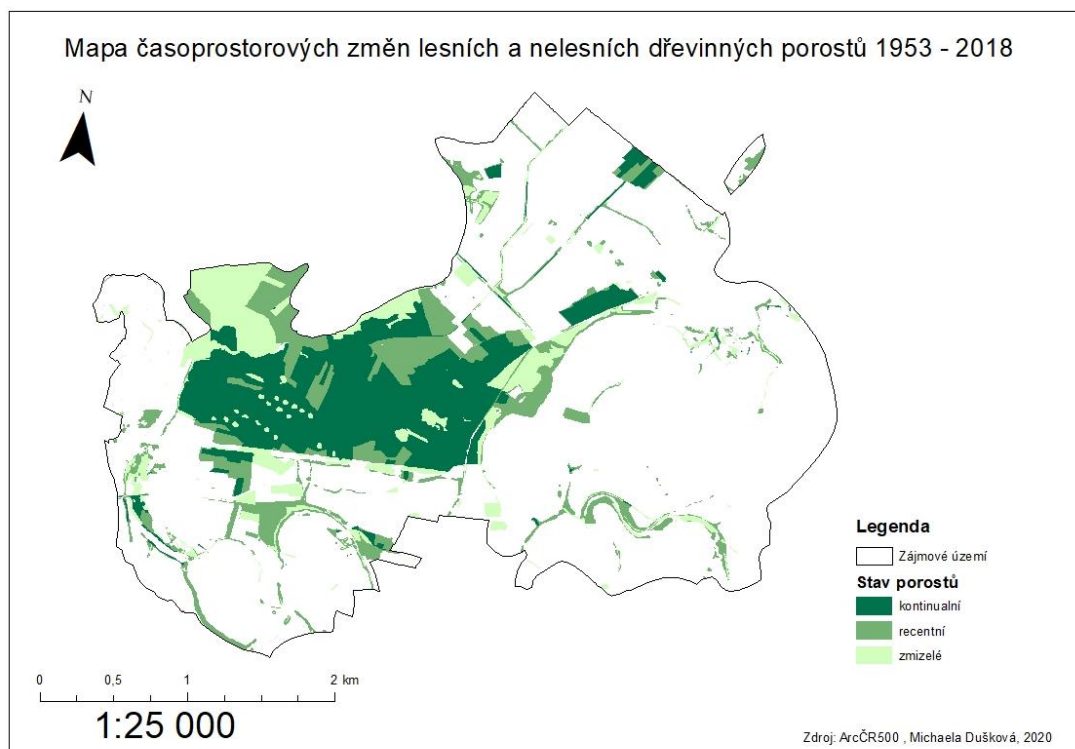 Mapa časoprostorových změn lesních a nelesních dřevinných porostů 1953 - 2018
N
Legenda
Zájmové území
Stav porostů
kontinualní
recentní
zmizelé
0 0,5 1 2 km
1:25 000
Zdroj: ArcČR500 , Michaela Dušková, 2020